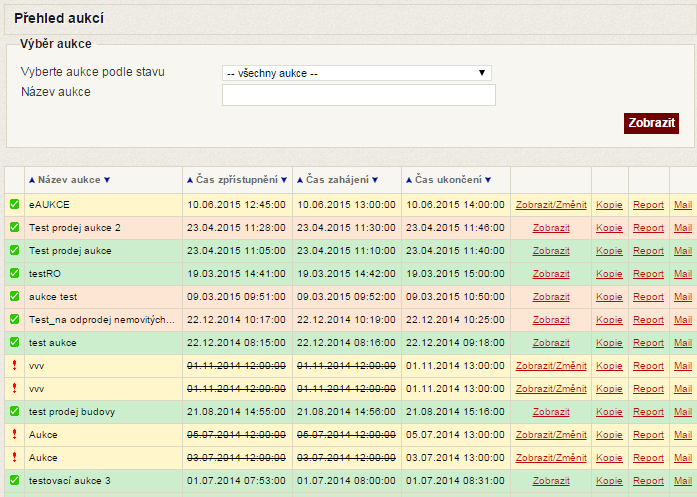 Přehled aukcí
Výběr aukce
Vyberte aukce podle stavu -- všechny aukce --
Název aukce
Zobrazit
Název aukce Čas zpřístupnění Čas zahájení Čas ukončení
eAUKCE 10.06.2015 12:45:00 10.06.2015 13:00:00 10.06.2015 14:00:00 Zobrazit/Změnit Kopie Report Mail
Test prodej aukce 2 23.04.2015 11:28:00 23.04.2015 11:30:00 23.04.2015 11:46:00 Zobrazit Kopie Report Mail
Test prodej aukce 23.04.2015 11:05:00 23.04.2015 11:10:00 23.04.2015 11:40:00 Zobrazit Kopie Report Mail
testRO 19.03.2015 14:41:00 19.03.2015 14:42:00 19.03.2015 15:00:00 Zobrazit Kopie Report Mail
aukce test 09.03.2015 09:51:00 09.03.2015 09:52:00 09.03.2015 10:50:00 Zobrazit Kopie Report Mail
Test_na odprodej nemovitých... 22.12.2014 10:17:00 22.12.2014 10:19:00 22.12.2014 10:25:00 Zobrazit Kopie Report Mail
test aukce 22.12.2014 08:15:00 22.12.2014 08:16:00 22.12.2014 09:18:00 Zobrazit Kopie Report Mail
vvv 01.11.2014 12:00:00 01.11.2014 12:00:00 01.11.2014 13:00:00 Zobrazit/Změnit Kopie Report Mail
vvv 01.11.2014 12:00:00 01.11.2014 12:00:00 01.11.2014 13:00:00 Zobrazit/Změnit Kopie Report Mail
test prodej budovy 21.08.2014 14:55:00 21.08.2014 14:56:00 21.08.2014 15:16:00 Zobrazit Kopie Report Mail
Aukce 05.07.2014 12:00:00 05.07.2014 12:00:00 05.07.2014 13:00:00 Zobrazit/Změnit Kopie Report Mail
Aukce 03.07.2014 12:00:00 03.07.2014 12:00:00 03.07.2014 13:00:00 Zobrazit/Změnit Kopie Report Mail
testovací aukce 3 01.07.2014 07:53:00 01.07.2014 08:00:00 01.07.2014 08:31:00 Zobrazit Kopie Report Mail